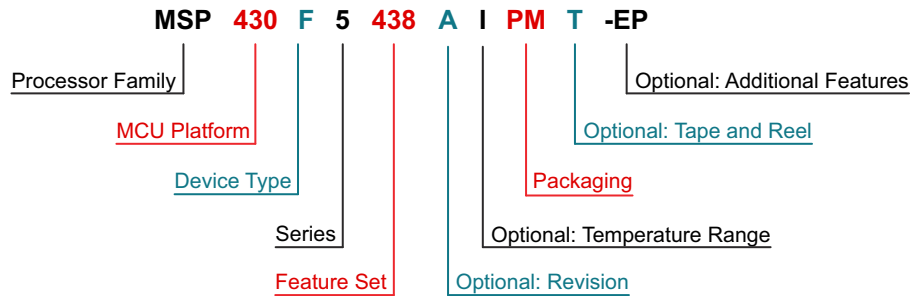 MSP 430 F 5 438 A I PM T -EP
Processor Family
Optional: Additional Features
MCU Platform
Optional: Tape and Reel
Device Type
Packaging
Series
Optional: Temperature Range
Feature Set
Optional: Revision